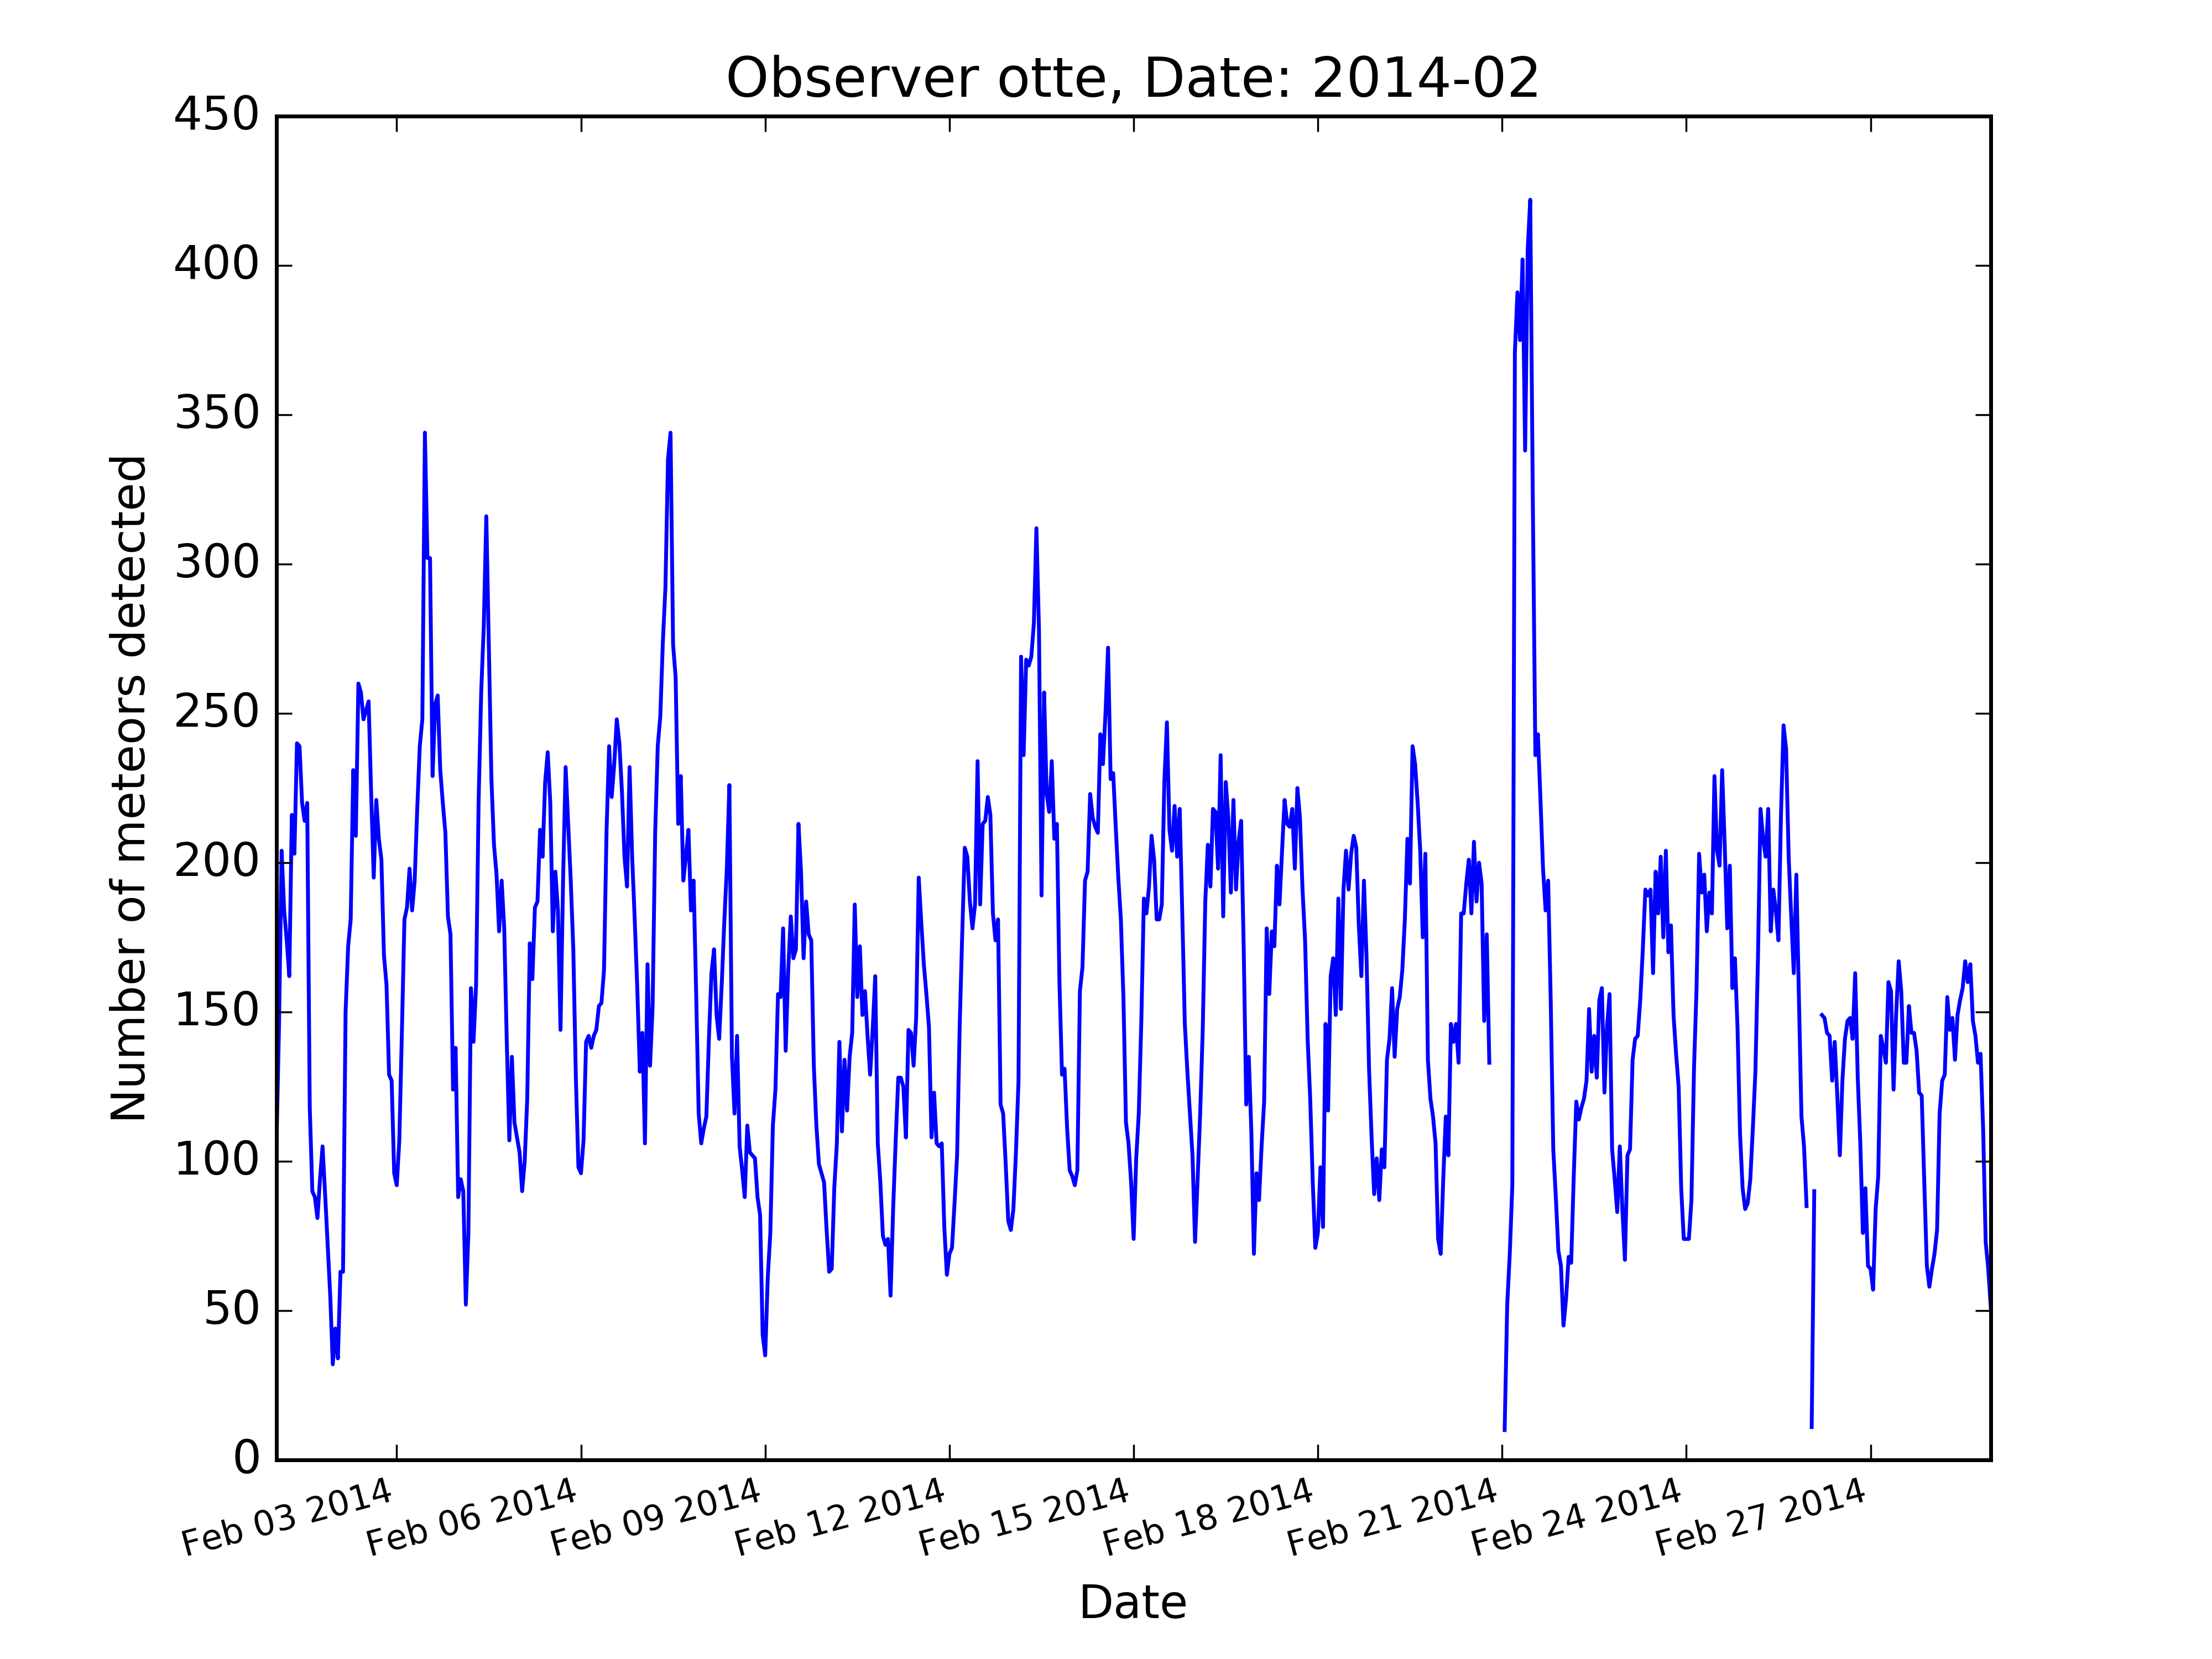 Observer otte, Date: 2014-02
450
400
350
300
250
200
150
100
50
0
Number of meteors detected
Feb 03 2014
Feb 06 2014
Feb 09 2014
Feb 12 2014
Feb 15 2014
Feb 18 2014
Feb 21 2014
Feb 24 2014
Feb 27 2014
Date